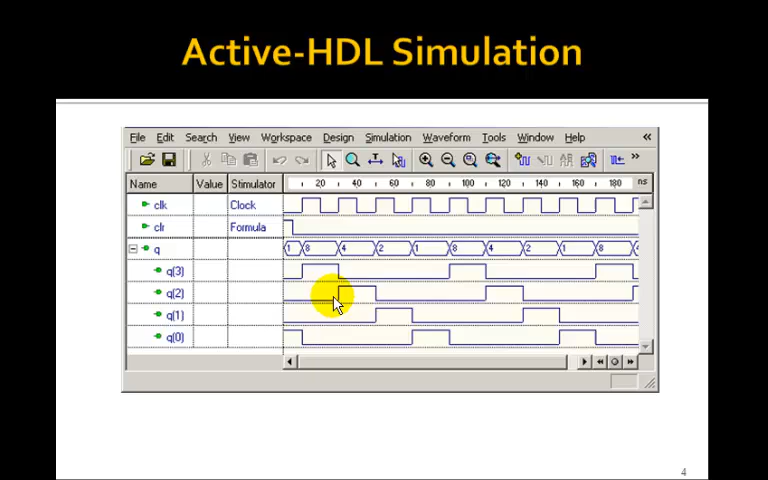 Active-HDL Simulation
File Edit Search View Workspace Design Simulation Waveform Tools Window Help
Name Value Stimulator 20 40 60 80 100 120 140 160 180 ns
clk Clock
clr Formula
q 1 8 4 2 1 8 4 2 1 8
q(3)
q(2)
q(1)
q(0)
4